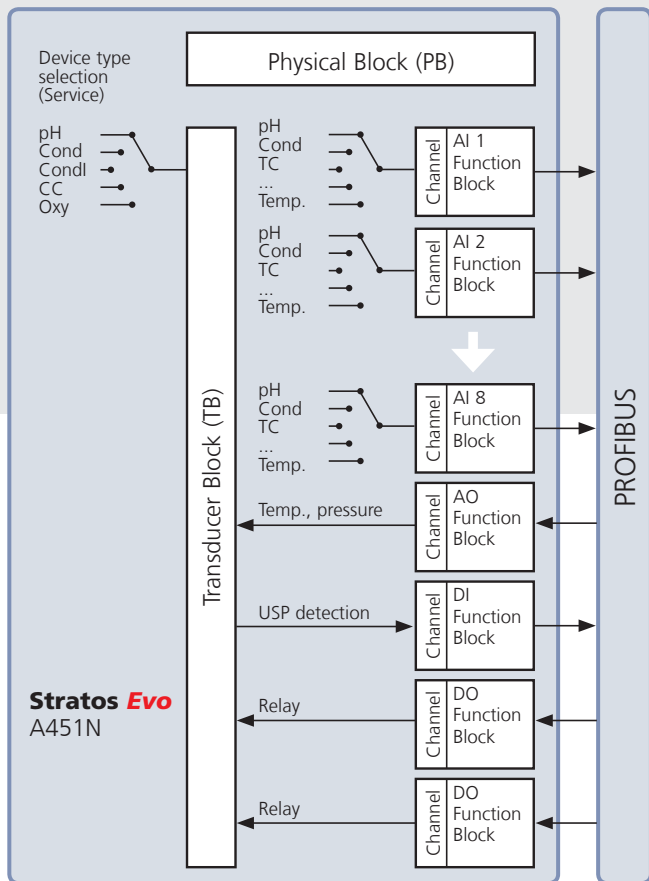 Physical Block (PB)
Device type
selection
(Service)
pH
Cond
CondI
CC
Oxy
Transducer Block (TB)
pH
Cond
TC
...
Temp.
Channel
AI 1
Function
Block
pH
Cond
TC
...
Temp.
Channel
AI 2
Function
Block
pH
Cond
TC
...
Temp.
Channel
AI 8
Function
Block
Temp., pressure
Channel
AO
Function
Block
USP detection
Channel
DI
Function
Block
Relay
Channel
DO
Function
Block
Relay
Channel
DO
Function
Block
Stratos Evo
A451N
PROFIBUS